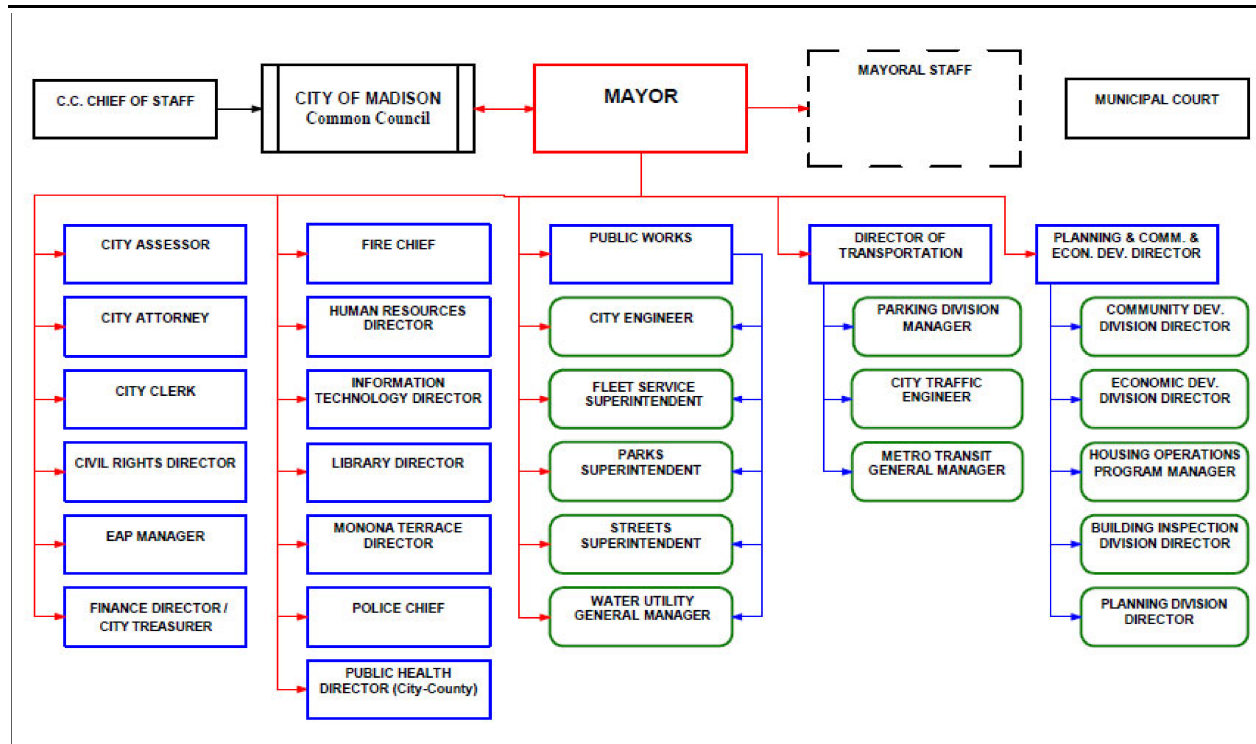 C.C. CHIEF OF STAFF
CITY OF MADISON
Common Council
MAYOR
MAYORAL STAFF
MUNICIPAL COURT
CITY ASSESSOR
CITY ATTORNEY
CITY CLERK
CIVIL RIGHTS DIRECTOR
EAP MANAGER
FINANCE DIRECTOR /
CITY TREASURER
FIRE CHIEF
HUMAN RESOURCES
DIRECTOR
INFORMATION
TECHNOLOGY DIRECTOR
LIBRARY DIRECTOR
MONONA TERRACE
DIRECTOR
POLICE CHIEF
PUBLIC HEALTH
DIRECTOR (City-County)
PUBLIC WORKS
CITY ENGINEER
FLEET SERVICE
SUPERINTENDENT
PARKS
SUPERINTENDENT
STREETS
SUPERINTENDENT
WATER UTILITY
GENERAL MANAGER
DIRECTOR OF
TRANSPORTATION
PARKING DIVISION
MANAGER
CITY TRAFFIC
ENGINEER
METRO TRANSIT
GENERAL MANAGER
PLANNING & COMM. &
ECON. DEV. DIRECTOR
COMMUNITY DEV.
DIVISION DIRECTOR
ECONOMIC DEV.
DIVISION DIRECTOR
HOUSING OPERATIONS
PROGRAM MANAGER
BUILDING INSPECTION
DIVISION DIRECTOR
PLANNING DIVISION
DIRECTOR